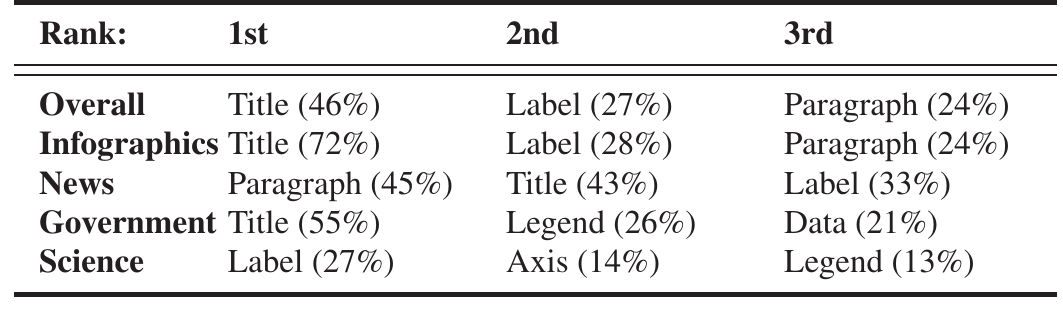 Rank: 1st 2nd 3rd
Overall Title (46%) Label (27%) Paragraph (24%)
Infographics Title (72%) Label (28%) Paragraph (24%)
News Paragraph (45%) Title (43%) Label (33%)
Government Title (55%) Legend (26%) Data (21%)
Science Label (27%) Axis (14%) Legend (13%)